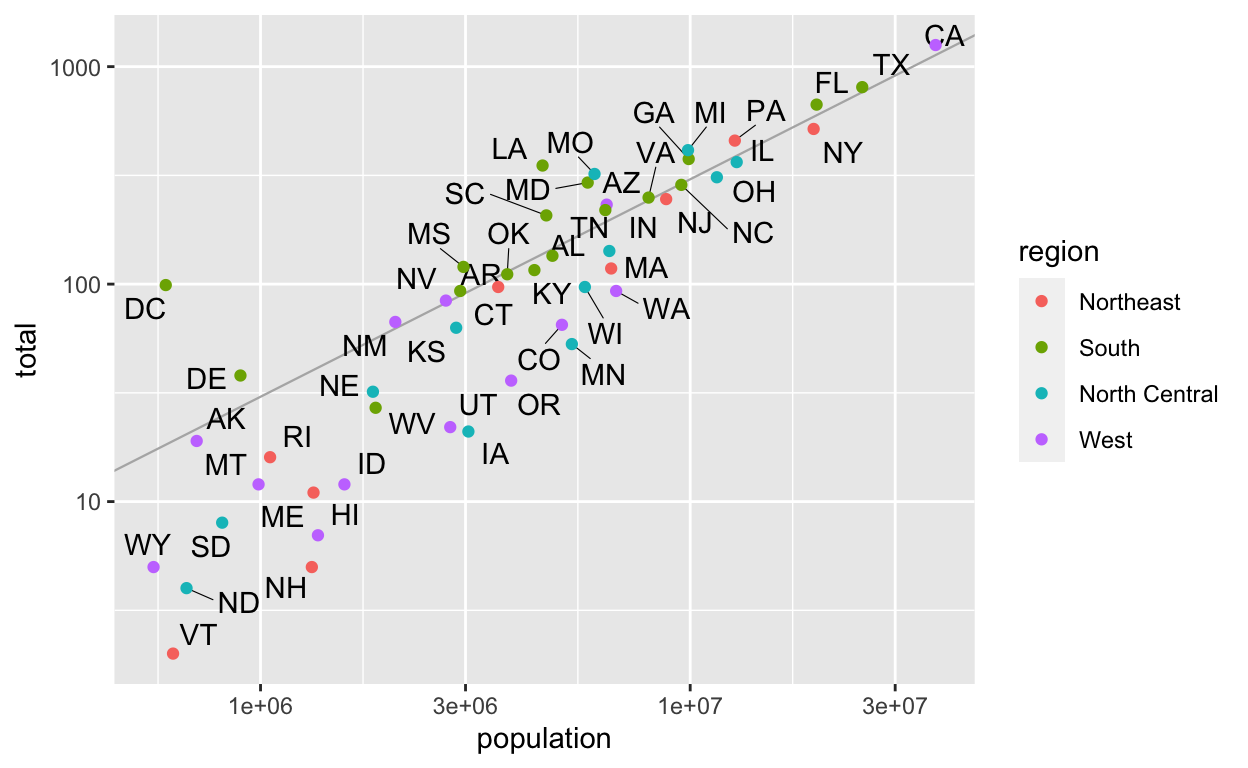 CA
1000
TX
FL
GA
MI
PA
MO
LA
VA
IL
NY
SC
MD
AZ
OH
TN
IN
NJ
NC
MS
OK
AL
NV
AR
MA
100
DC
KY
WA
CT
WI
NM
KS
CO
MN
DE
NE
AK
WV
UT
OR
RI
IA
MT
ID
10
ME
HI
WY
SD
NH
ND
VT
1e+06
3e+06
1e+07
3e+07
population
total
region
Northeast
South
North Central
West